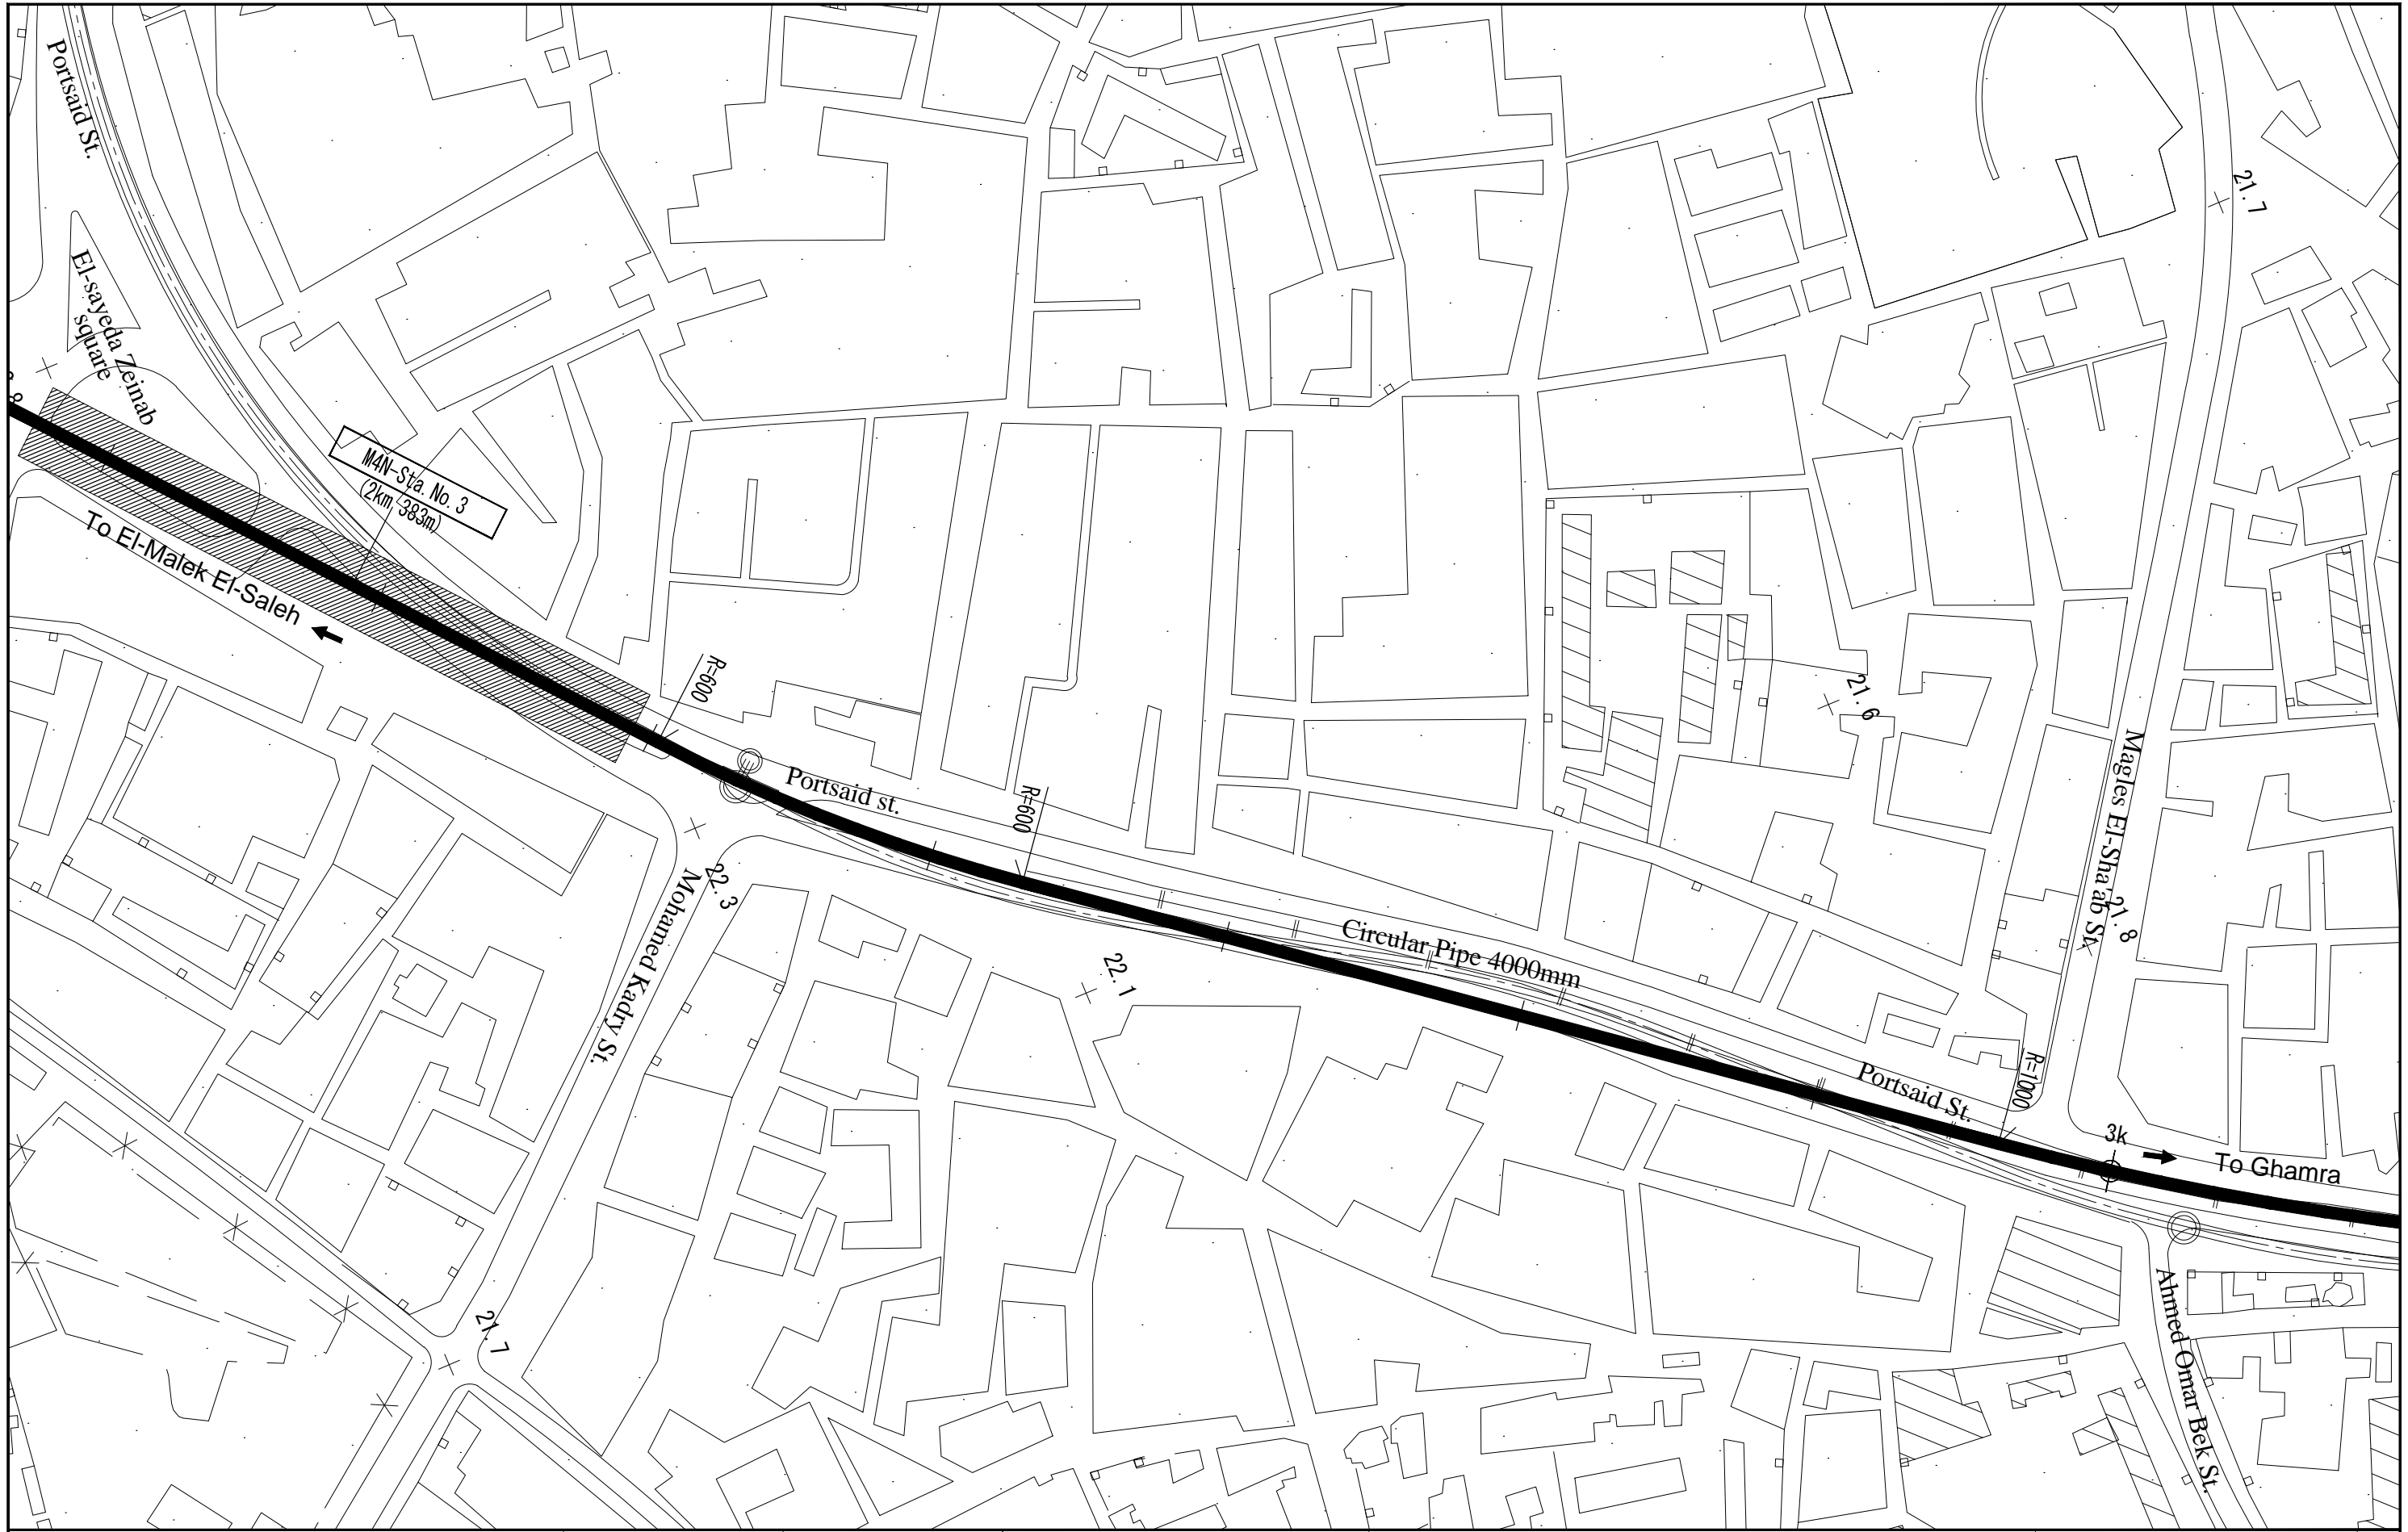 Portsaid St.
21.7
El-sayeda Zeinab
square
M4N-Sta. No. 3
(2km 383m)
To El-Malek El-Saleh
R=600
21.6
Portsaid st.
R=600
Magles El-Sha'ab St.
Mohamed Kadry St.
22.3
21.8
Circular Pipe 4000mm
22.1
Portsaid St.
R=1000
3k
To Ghamra
21.7
Ahmed Omar Bek St.